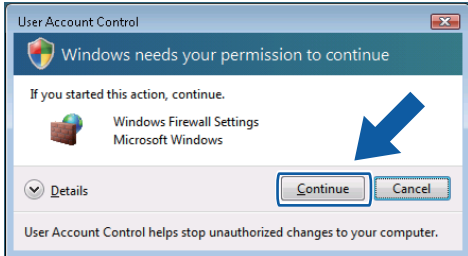 User Account Control
Windows needs your permission to continue
If you started this action, continue.
Windows Firewall Settings
Microsoft Windows
Details
Continue
Cancel
User Account Control helps stop unauthorized changes to your computer.